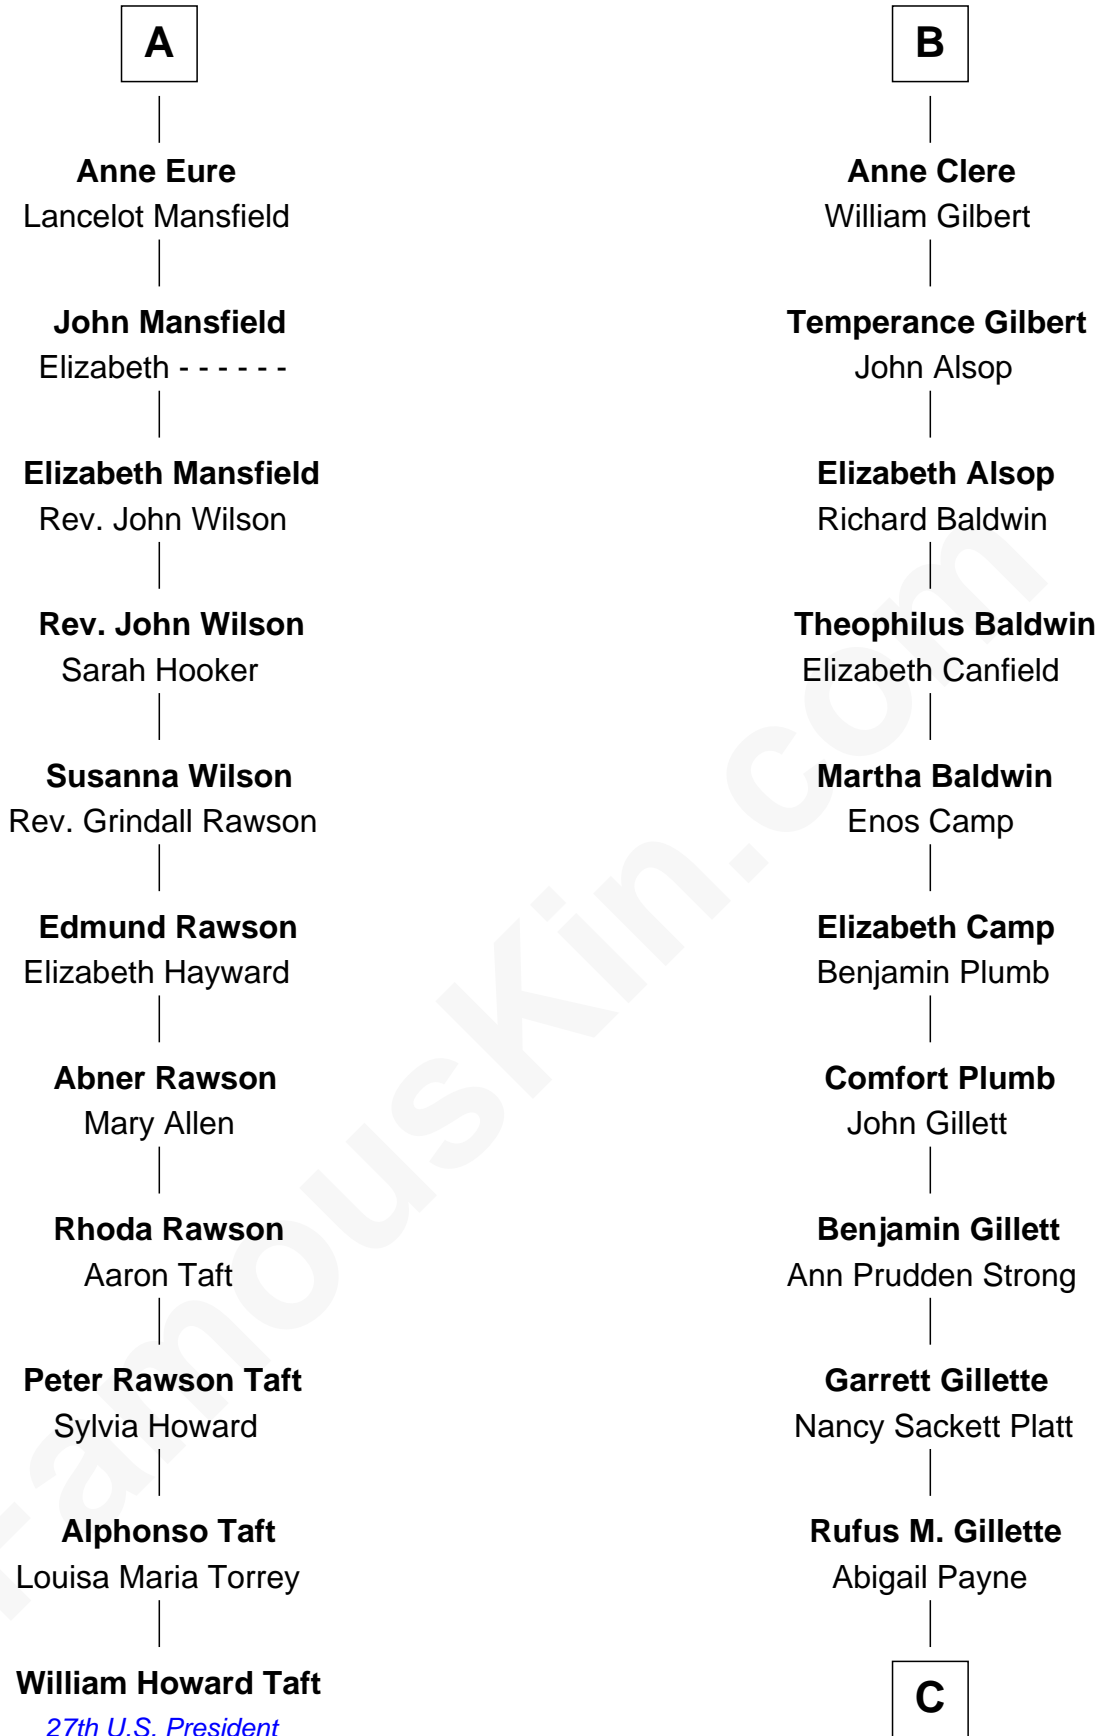 A
Anne Eure
Lancelot Mansfield
John Mansfield
Elizabeth - - - - - -
Elizabeth Mansfield
Rev. John Wilson
Rev. John Wilson
Sarah Hooker
Susanna Wilson
Rev. Grindall Rawson
Edmund Rawson
Elizabeth Hayward
Abner Rawson
Mary Allen
Rhoda Rawson
Aaron Taft
Peter Rawson Taft
Sylvia Howard
Alphonso Taft
Louisa Maria Torrey
William Howard Taft
27th U.S. President
B
Anne Clere
William Gilbert
Temperance Gilbert
John Alsop
Elizabeth Alsop
Richard Baldwin
Theophilus Baldwin
Elizabeth Canfield
Martha Baldwin
Enos Camp
Elizabeth Camp
Benjamin Plumb
Comfort Plumb
John Gillett
Benjamin Gillett
Ann Prudden Strong
Garrett Gillette
Nancy Sackett Platt
Rufus M. Gillette
Abigail Payne
C
FamousKin.com